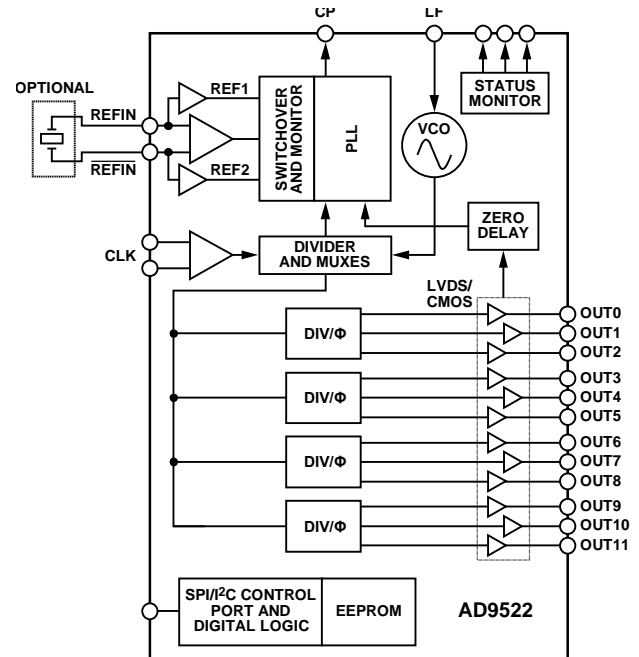 CP
LF
OPTIONAL
REFIN
REFIN
REF1
REF2
SWITCHOVER
AND MONITOR
PLL
VCO
STATUS
MONITOR
CLK
DIVIDER
AND MUXES
ZERO
DELAY
LVDS/
CMOS
DIV/Φ
OUT0
OUT1
OUT2
DIV/Φ
OUT3
OUT4
OUT5
DIV/Φ
OUT6
OUT7
OUT8
DIV/Φ
OUT9
OUT10
OUT11
SPI/I²C CONTROL
PORT AND
DIGITAL LOGIC
EEPROM
AD9522